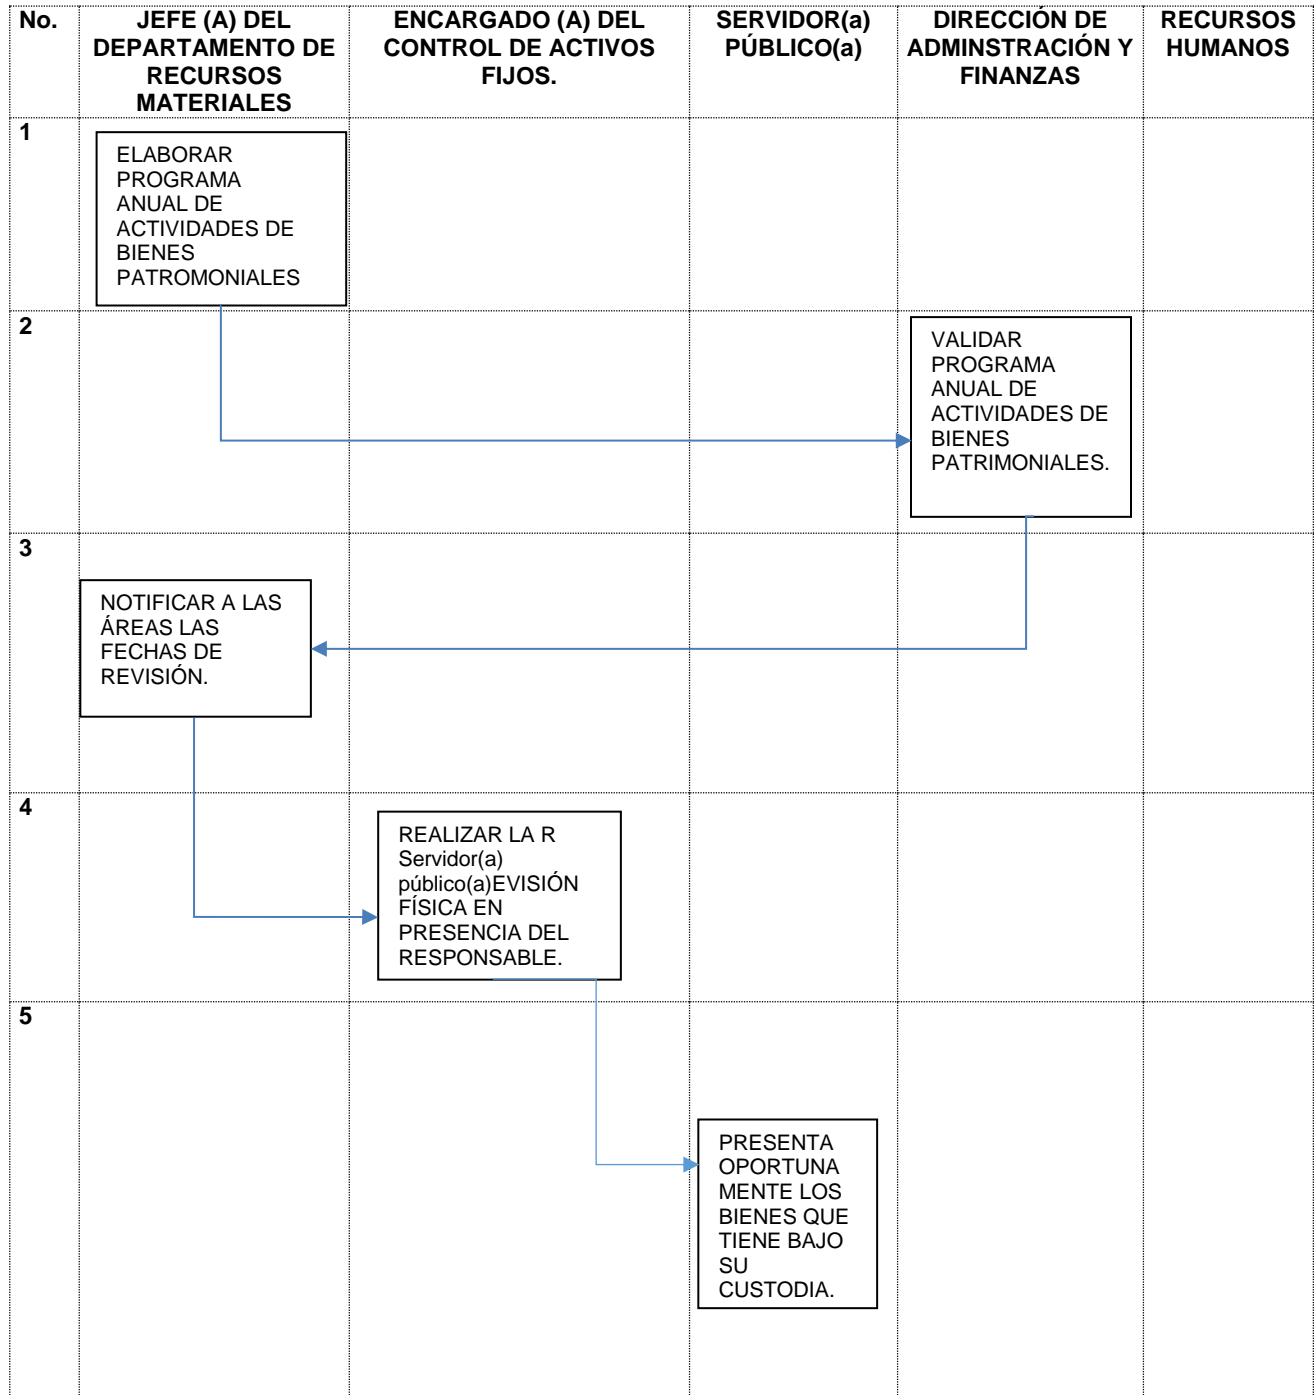 No.
JEFE (A) DEL
DEPARTAMENTO DE
RECURSOS
MATERIALES
ENCARGADO (A) DEL
CONTROL DE ACTIVOS
FIJOS.
SERVIDOR(a)
PÚBLICO(a)
DIRECCIÓN DE
ADMINSTRACIÓN Y
FINANZAS
RECURSOS
HUMANOS
1
ELABORAR
PROGRAMA
ANUAL DE
ACTIVIDADES DE
BIENES
PATROMONIALES
2
VALIDAR
PROGRAMA
ANUAL DE
ACTIVIDADES DE
BIENES
PATRIMONIALES.
3
NOTIFICAR A LAS
ÁREAS LAS
FECHAS DE
REVISIÓN.
4
REALIZAR LA R
Servidor(a)
público(a)EVISIÓN
FÍSICA EN
PRESENCIA DEL
RESPONSABLE.
5
PRESENTA
OPORTUNA
MENTE LOS
BIENES QUE
TIENE BAJO
SU
CUSTODIA.